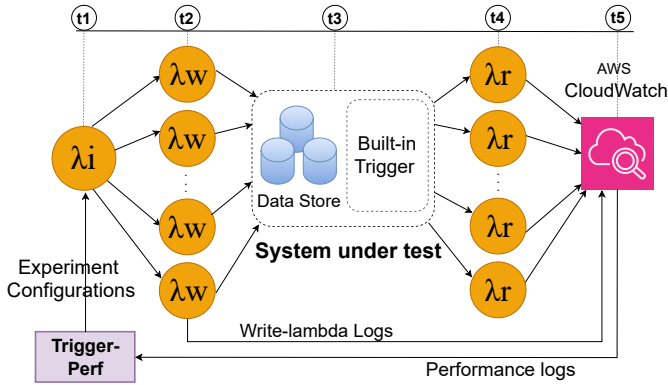 t1
t2
t3
t4
t5
λi
λw
λw
λw
λw
Data Store
Built-in
Trigger
System under test
λr
λr
λr
λr
AWS
CloudWatch
Experiment
Configurations
Write-lambda Logs
Trigger-
Perf
Performance logs